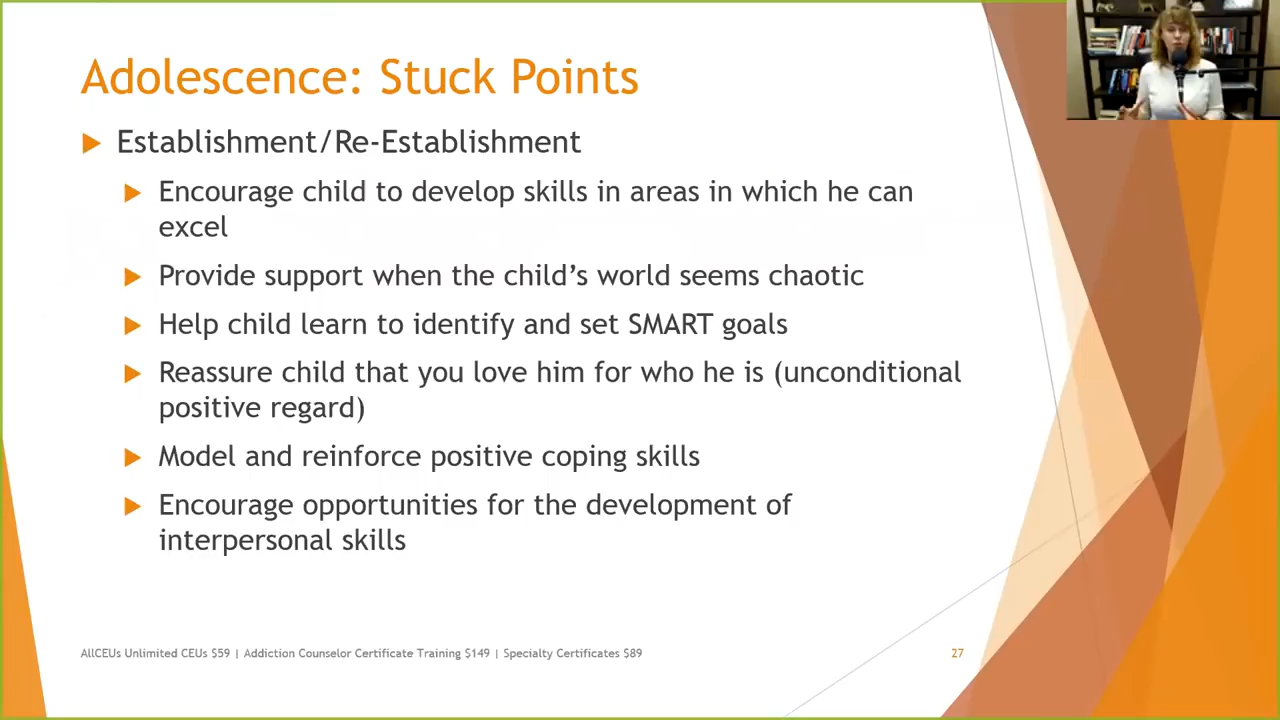 Adolescence: Stuck Points
Establishment/Re-Establishment
Encourage child to develop skills in areas in which he can
excel
Provide support when the child’s world seems chaotic
Help child learn to identify and set SMART goals
Reassure child that you love him for who he is (unconditional
positive regard)
Model and reinforce positive coping skills
Encourage opportunities for the development of
interpersonal skills
AllCEUs Unlimited CEUs $59 | Addiction Counselor Certificate Training $149 | Specialty Certificates $89
27